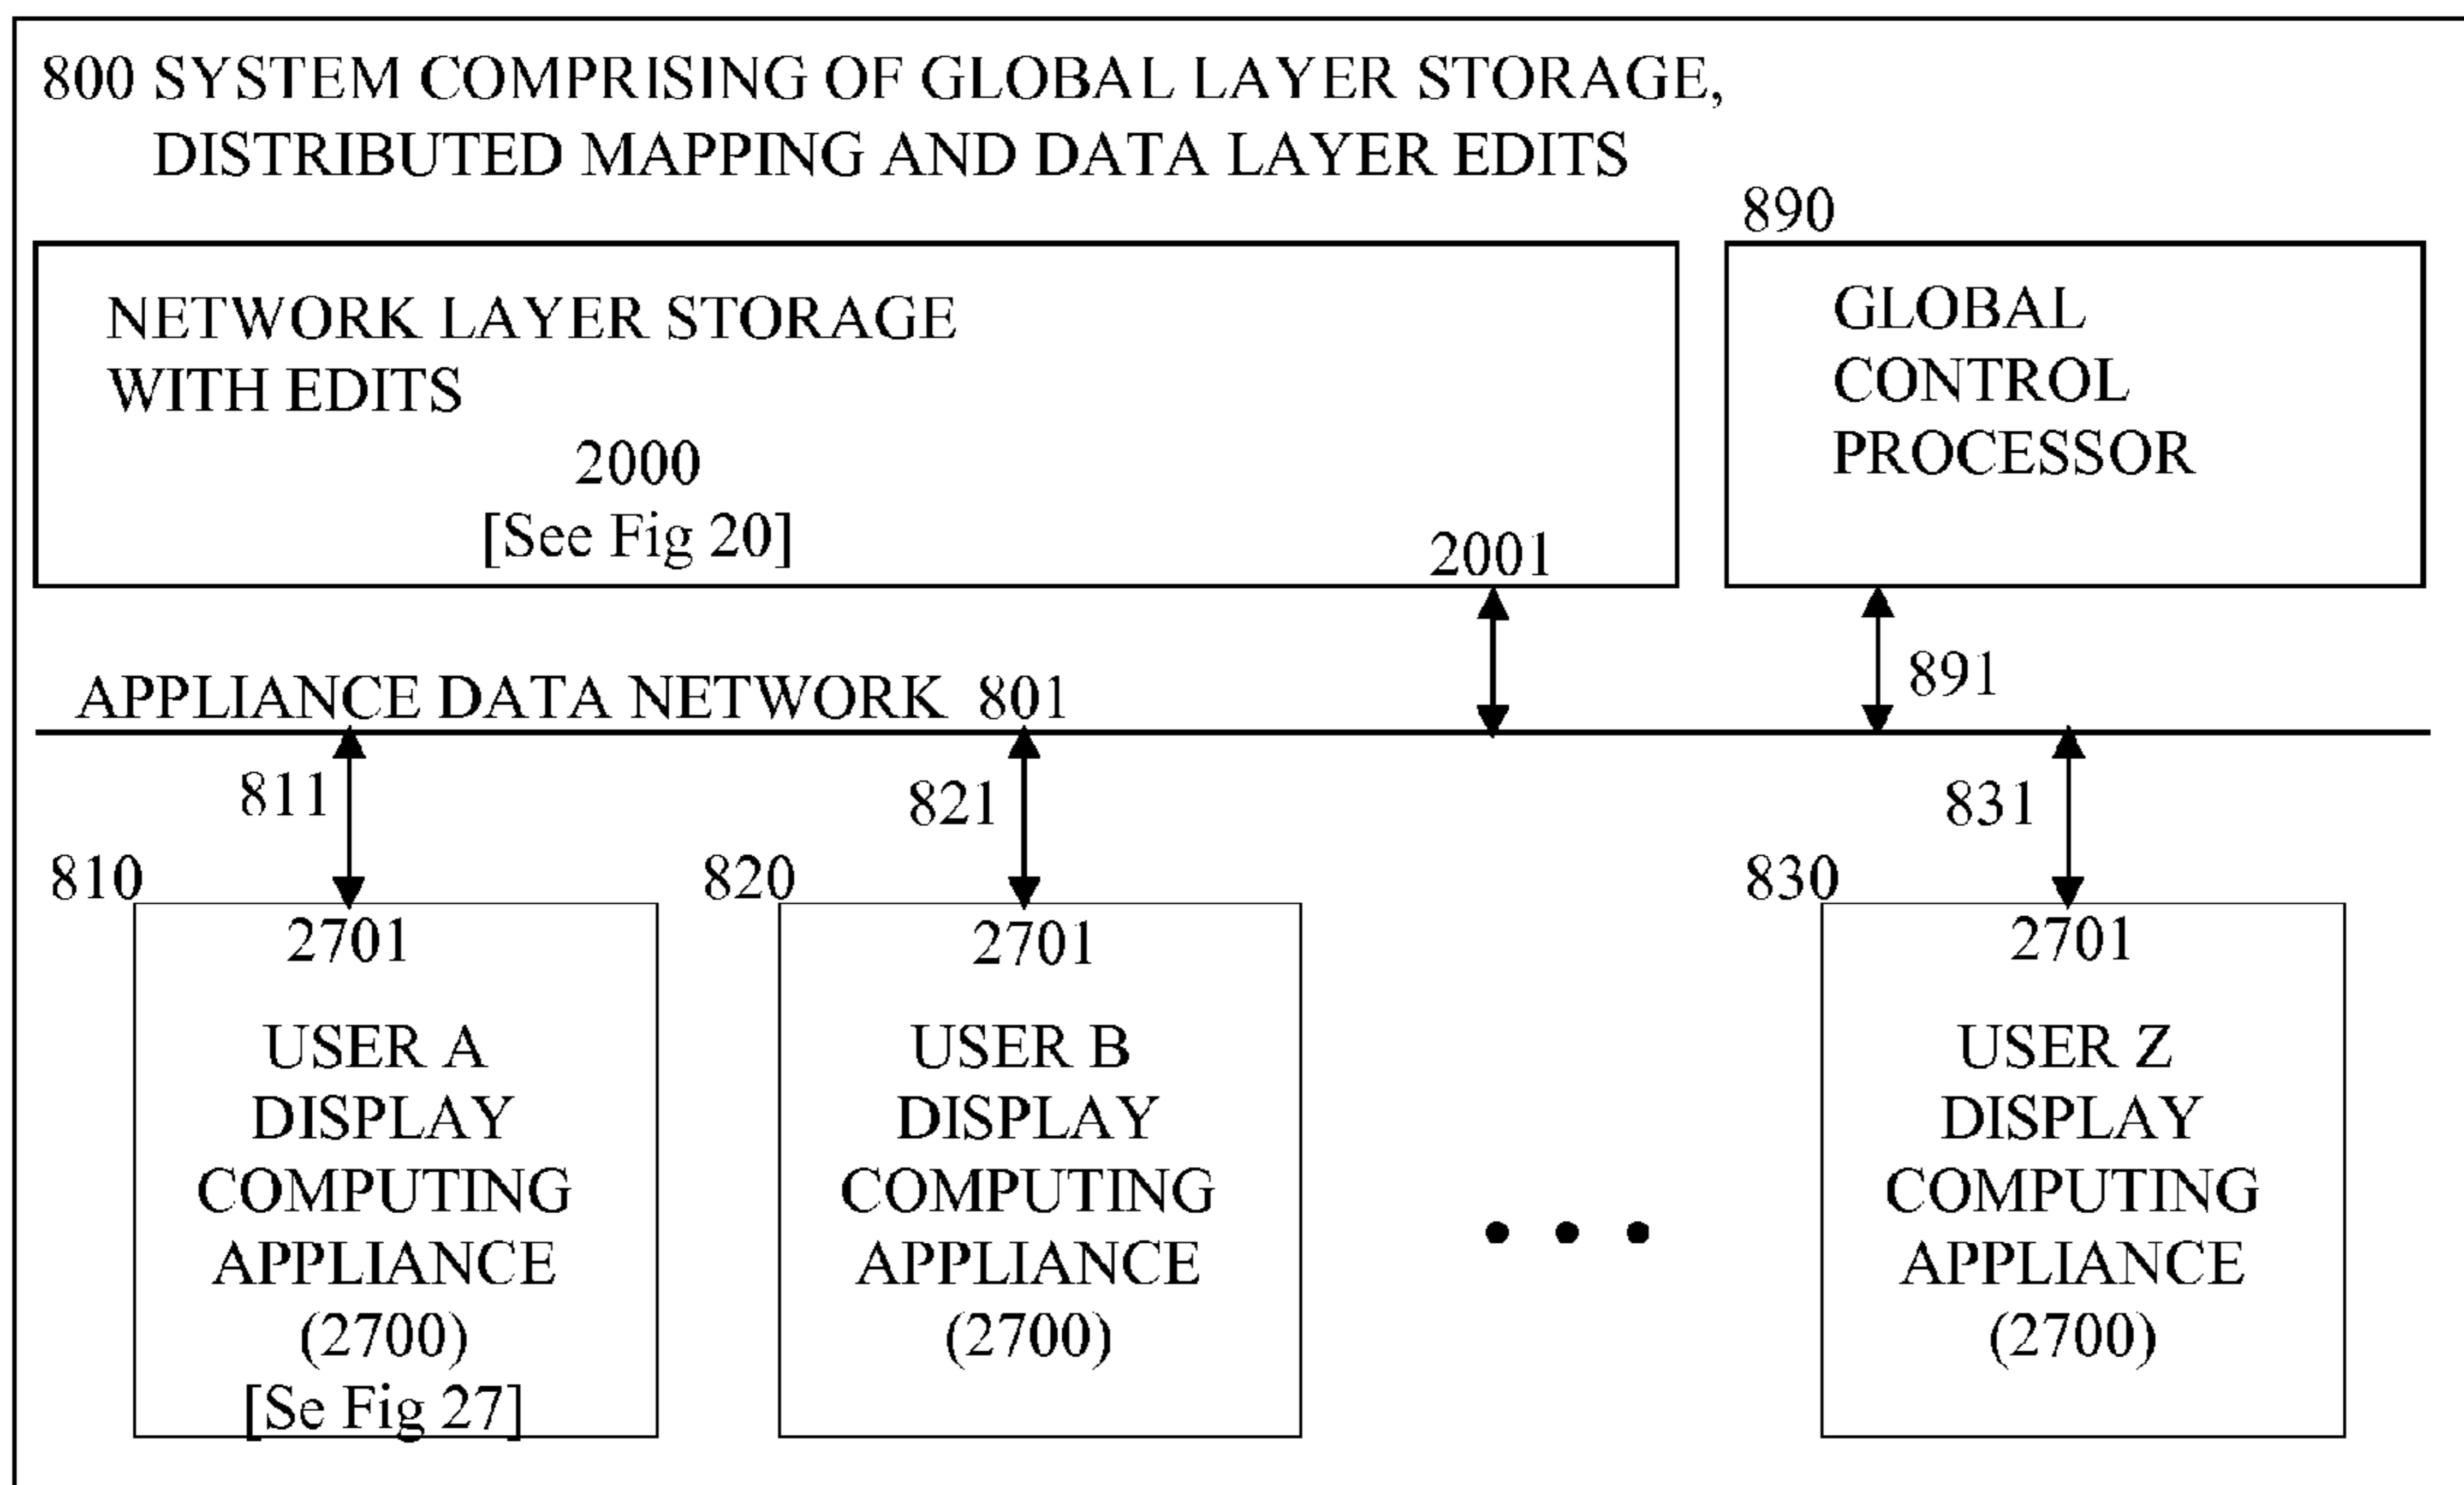 800 SYSTEM COMPRISING OF GLOBAL LAYER STORAGE,
DISTRIBUTED MAPPING AND DATA LAYER EDITS
890
NETWORK LAYER STORAGE
WITH EDITS
2000
[See Fig 20]
2001
GLOBAL
CONTROL
PROCESSOR
891
APPLIANCE DATA NETWORK 801
811
821
831
810
2701
USER A
DISPLAY
COMPUTING
APPLIANCE
(2700)
[Se Fig 27]
820
2701
USER B
DISPLAY
COMPUTING
APPLIANCE
(2700)
• • •
830
2701
USER Z
DISPLAY
COMPUTING
APPLIANCE
(2700)